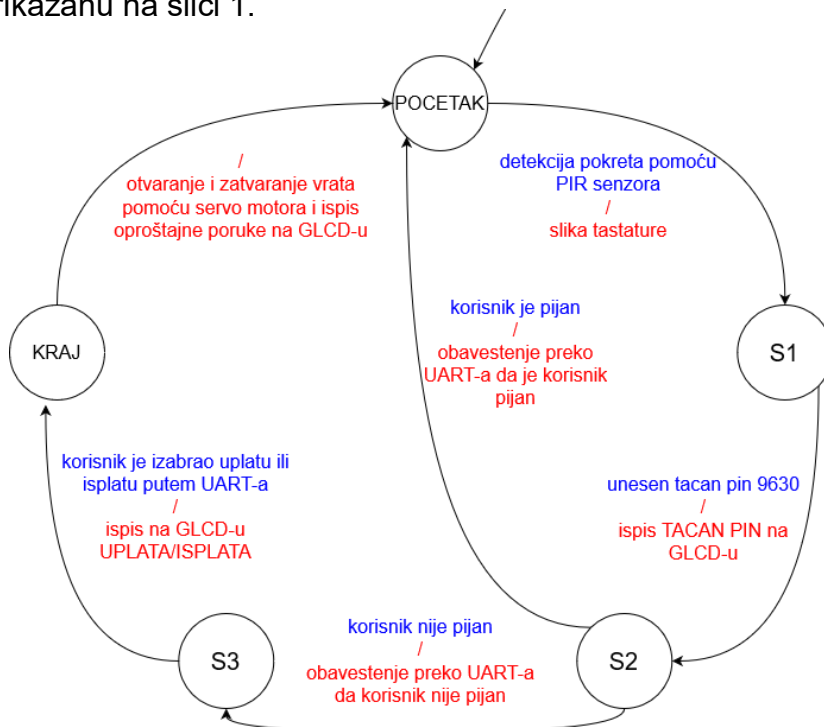 rikazanu na slici 1.
POCETAK
/
otvaranje i zatvaranje vrata
pomoću servo motora i ispis
oproštajne poruke na GLCD-u
detekcija pokreta pomoću
PIR senzora
/
slika tastature
korisnik je pijan
/
obavestenje preko
UART-a da je korisnik
pijan
KRAJ
S1
korisnik je izabrao uplatu ili
isplatu putem UART-a
/
ispis na GLCD-u
UPLATA/ISPLATA
unesen tacan pin 9630
/
ispis TACAN PIN na
GLCD-u
korisnik nije pijan
/
obavestenje preko UART-a
da korisnik nije pijan
S3
S2